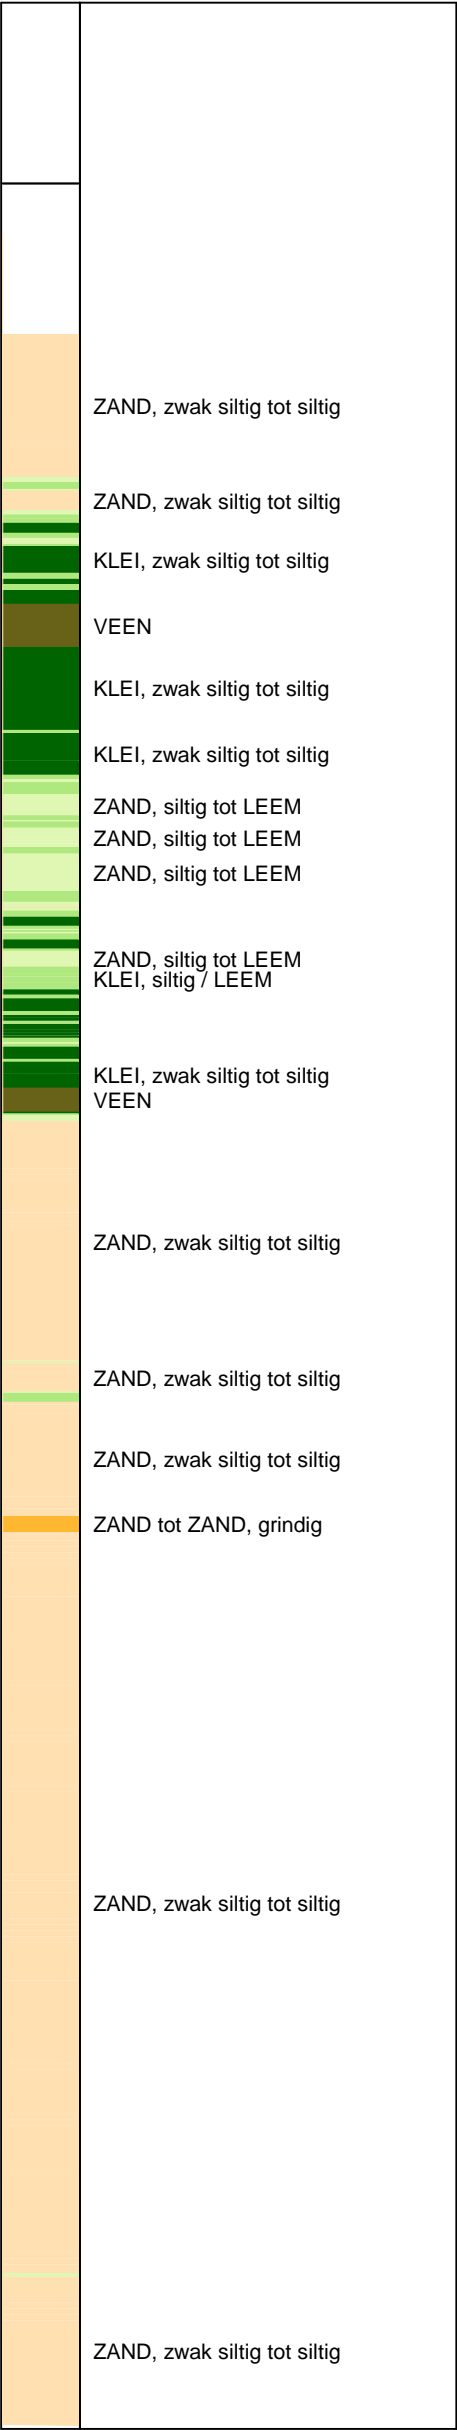 ZAND, zwak siltig tot siltig
ZAND, zwak siltig tot siltig
KLEI, zwak siltig tot siltig
VEEN
KLEI, zwak siltig tot siltig
KLEI, zwak siltig tot siltig
ZAND, siltig tot LEEM
ZAND, siltig tot LEEM
ZAND, siltig tot LEEM
ZAND, siltig tot LEEM
KLEI, siltig / LEEM
KLEI, zwak siltig tot siltig
VEEN
ZAND, zwak siltig tot siltig
ZAND, zwak siltig tot siltig
ZAND, zwak siltig tot siltig
ZAND tot ZAND, grindig
ZAND, zwak siltig tot siltig
ZAND, zwak siltig tot siltig